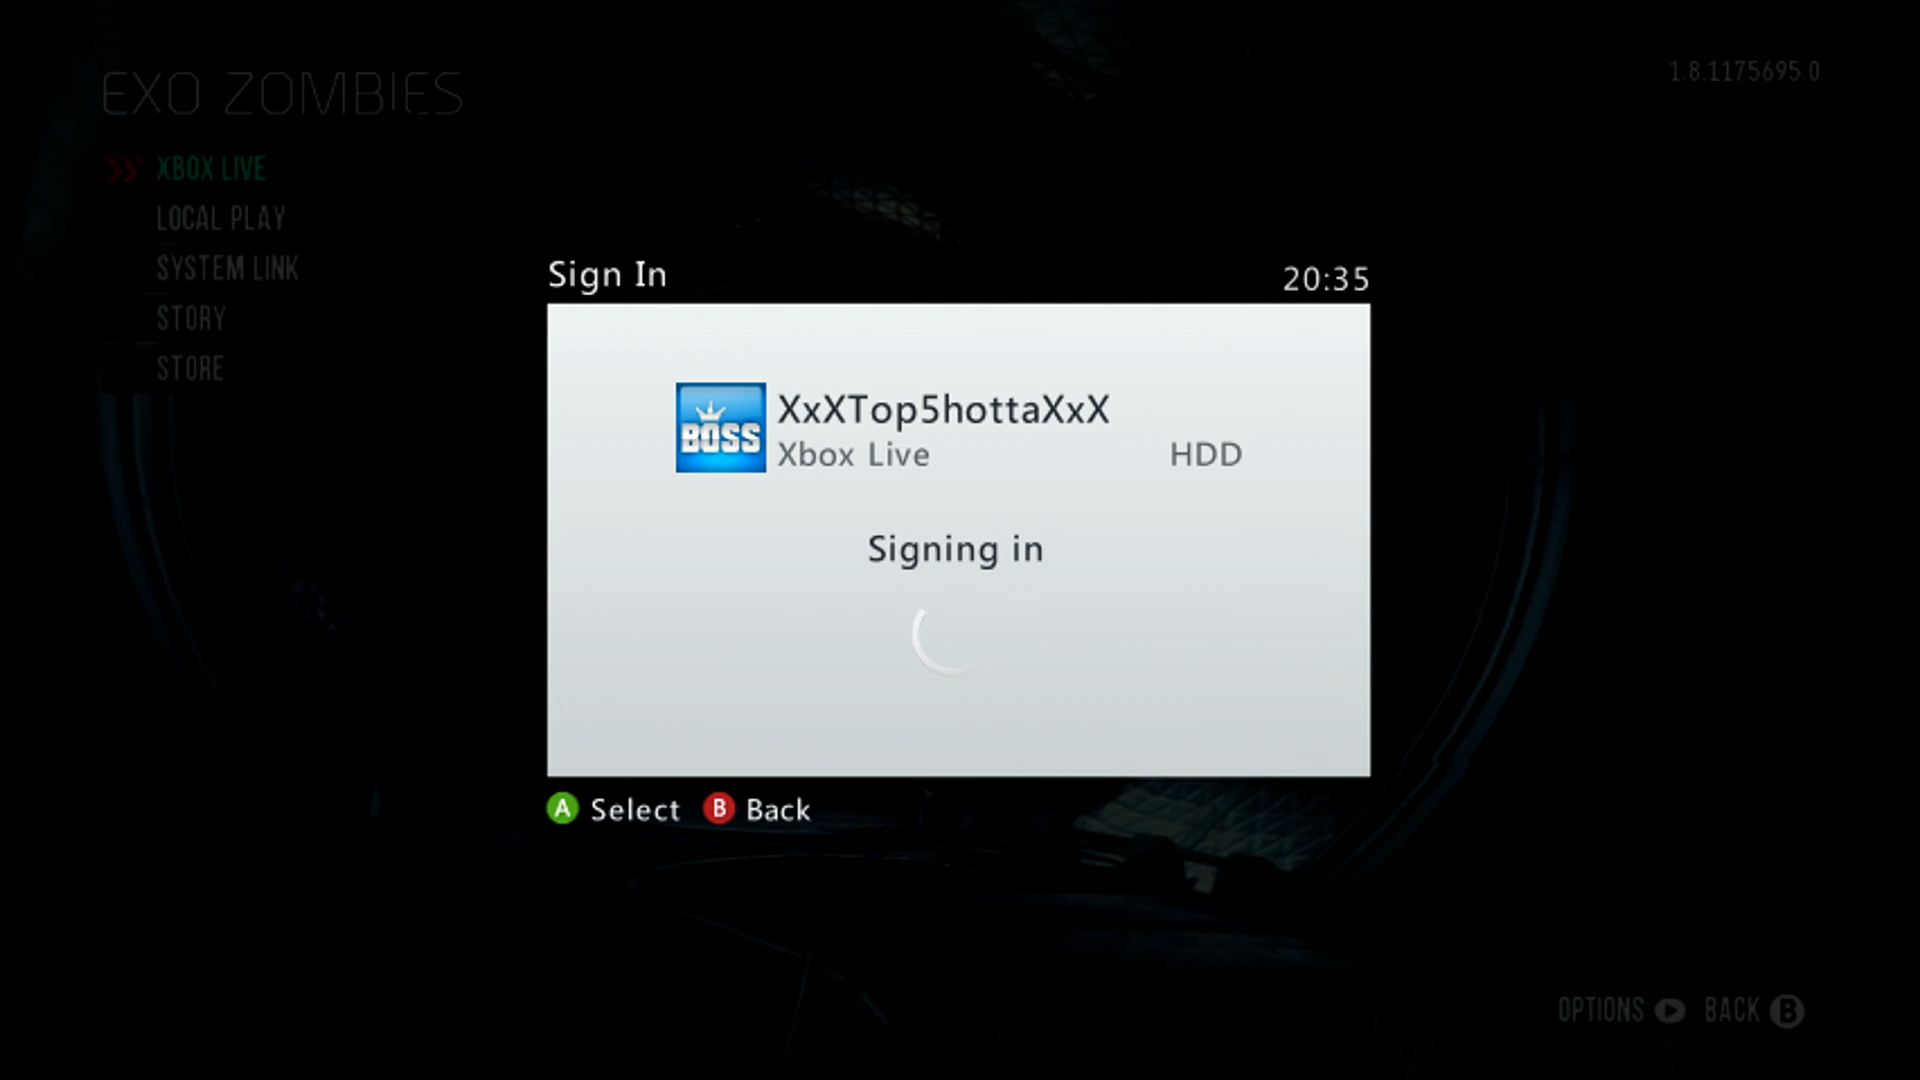 EXO ZOMBIES
1.8.1175695.0
XBOX LIVE
LOCAL PLAY
SYSTEM LINK
STORY
STORE
Sign In
20:35
BOSS
XxXTop5hottaXxX
Xbox Live
HDD
Signing in
A Select B Back
OPTIONS BACK B